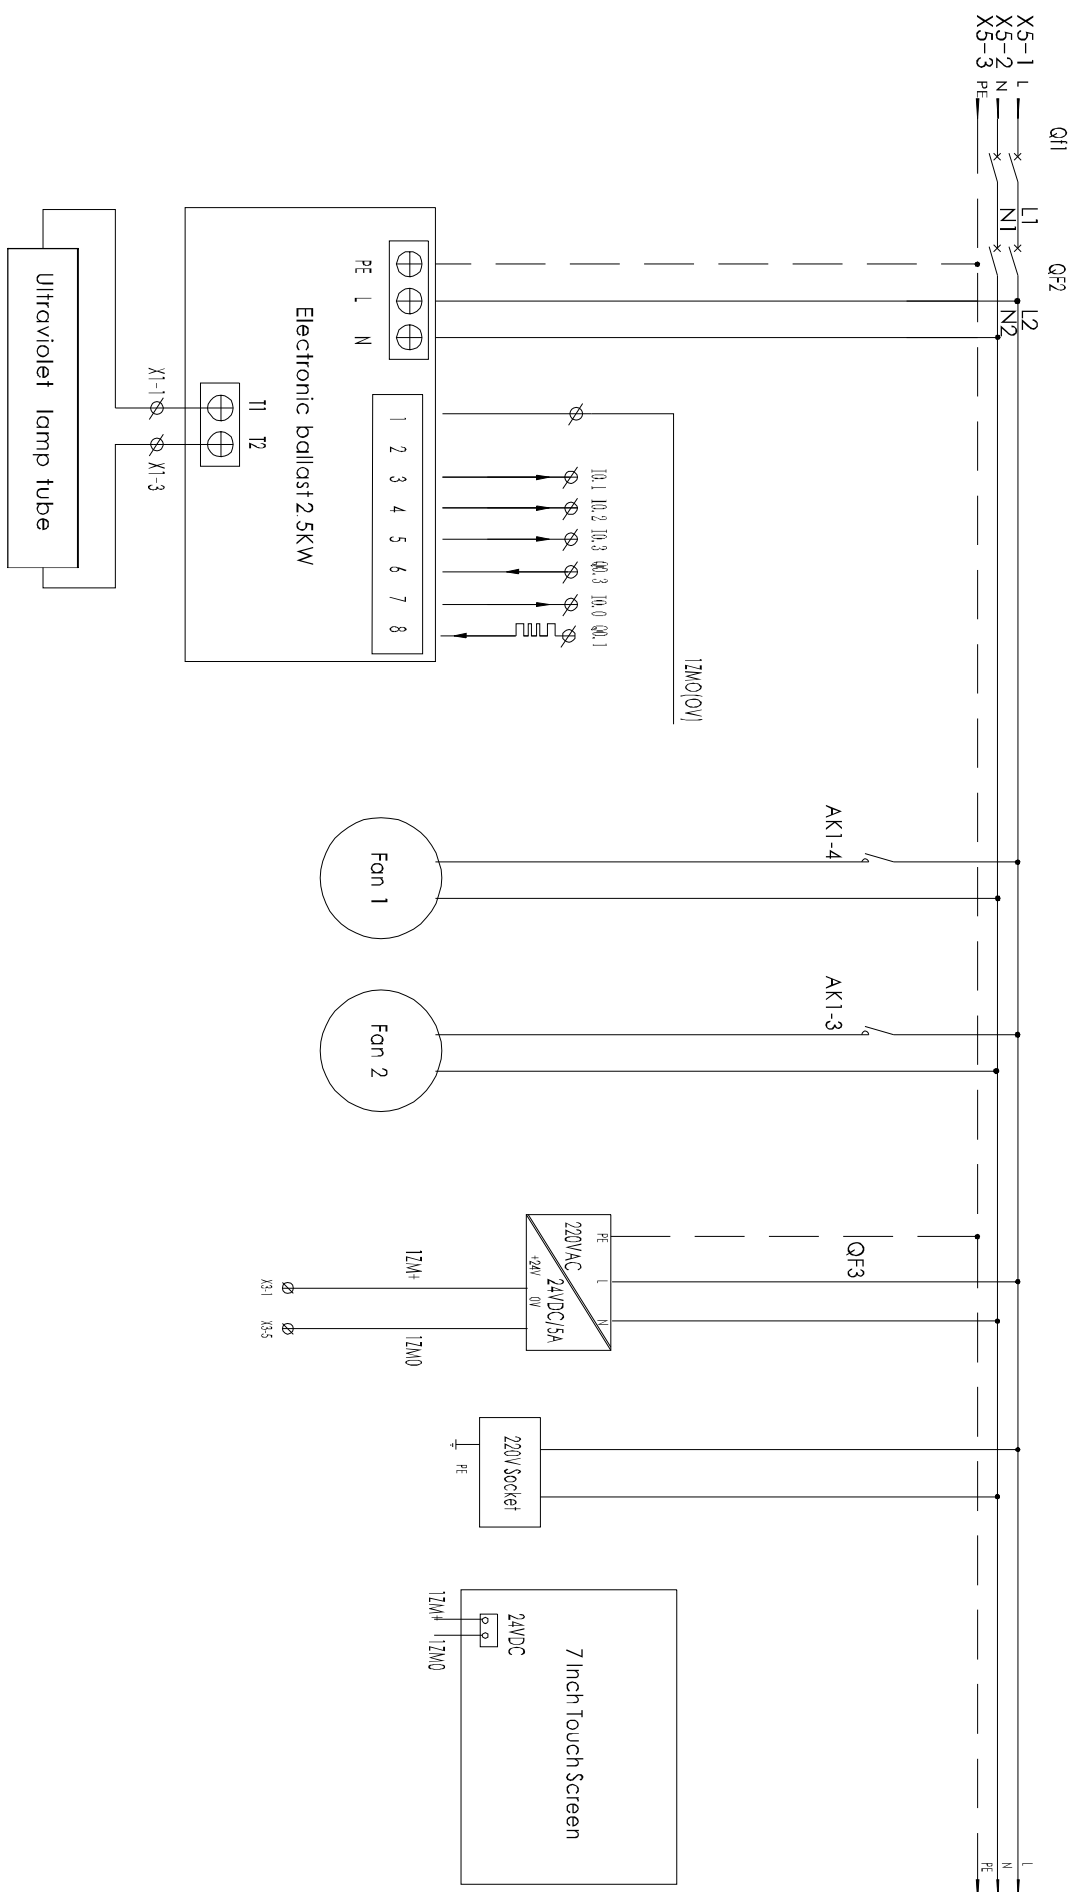 X5-1 L
X5-2 N
X5-3 PE
Qf1
L1
N1
QF2
L2
N2
PE L N
1 2 3 4 5 6 7 8
I0.1 I0.2 I0.3 Q0.3 I0.0 Q0.1
1ZM0(0V)
Electronic ballast2.5KW
T1 T2
X1-1 X1-3
Ultraviolet lamp tube
AK1-4
Fan 1
AK1-3
Fan 2
QF3
PE L N
220VAC
24VDC/5A
+24V 0V
1ZM+ 1ZM0
X3-1 X3-5
220V Socket
PE
7 Inch Touch Screen
24VDC
1ZM+ 1ZM0
L
N
PE